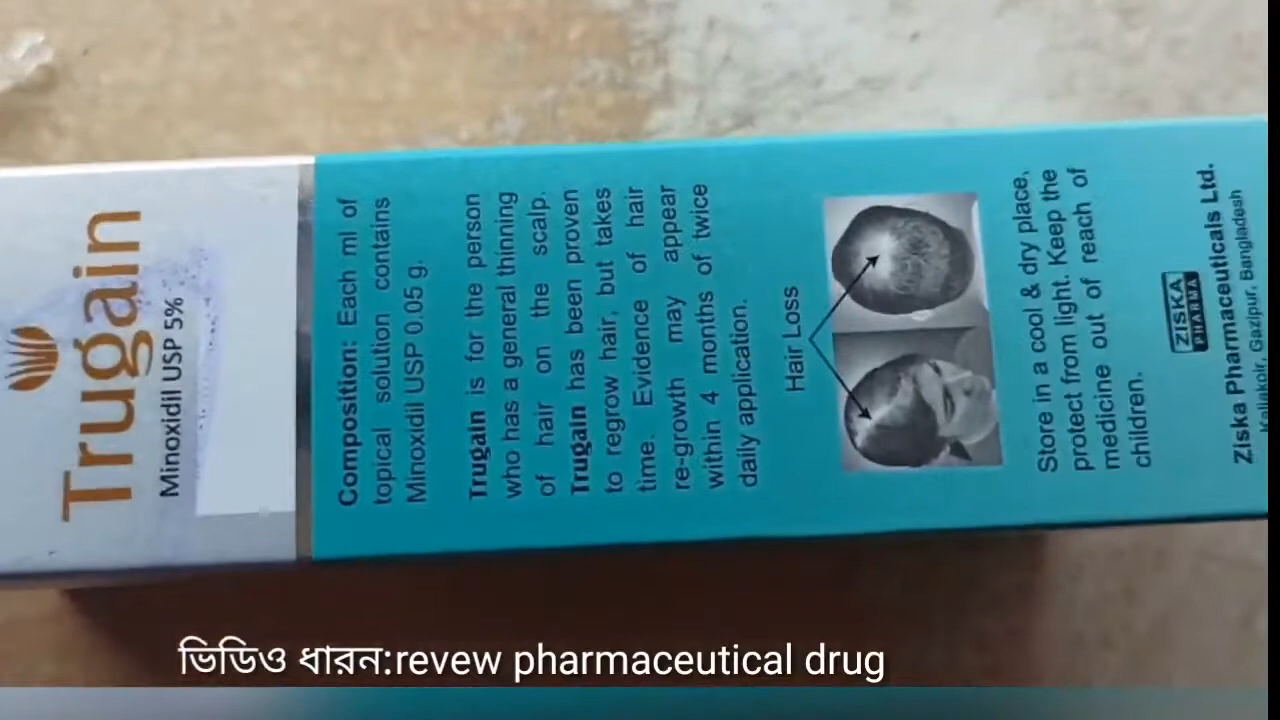 Trugain
Minoxidil USP 5%
Composition: Each ml of
topical solution contains
Minoxidil USP 0.05 g.
Trugain is for the person
who has a general thinning
of hair on the scalp.
Trugain has been proven
to regrow hair, but takes
time. Evidence of hair
re-growth may appear
within 4 months of twice
daily application.
Hair Loss
Store in a cool & dry place,
protect from light. Keep the
medicine out of reach of
children.
ZISKA
PHARMA
Ziska Pharmaceuticals Ltd.
Kaliakoir, Gazipur, Bangladesh
ভিডিও ধারন:revew pharmaceutical drug